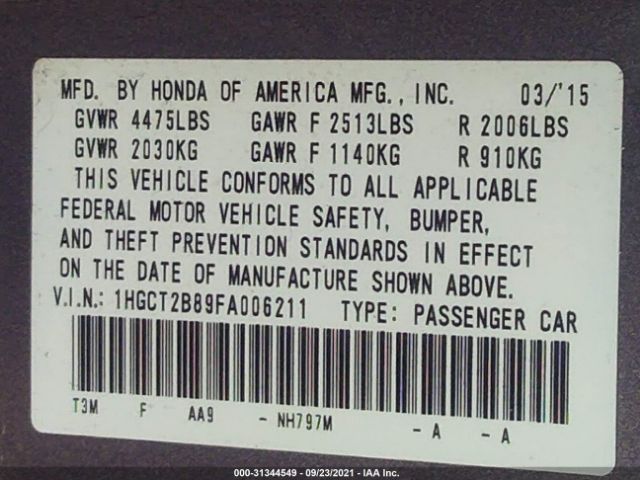 MFD. BY HONDA OF AMERICA MFG., INC. 03/'15
GVWR 4475LBS GAWR F 2513LBS R 2006LBS
GVWR 2030KG GAWR F 1140KG R 910KG
THIS VEHICLE CONFORMS TO ALL APPLICABLE
FEDERAL MOTOR VEHICLE SAFETY, BUMPER,
AND THEFT PREVENTION STANDARDS IN EFFECT
ON THE DATE OF MANUFACTURE SHOWN ABOVE.
V.I.N.: 1HGCT2B89FA006211 TYPE: PASSENGER CAR
T3M F AA9 - NH797M - A - A
000-31344549 - 09/23/2021 - IAA Inc.